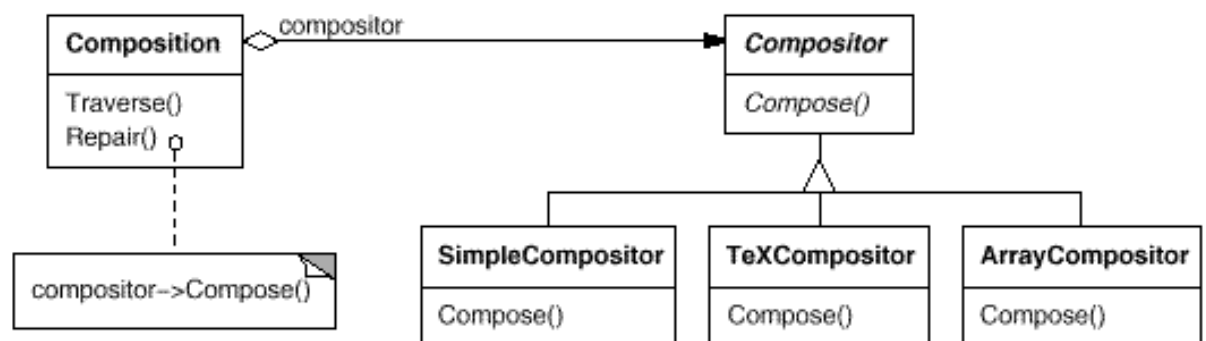 Composition
compositor
Compositor
Traverse()
Repair()
Compose()
compositor->Compose()
SimpleCompositor
TeXCompositor
ArrayCompositor
Compose()
Compose()
Compose()